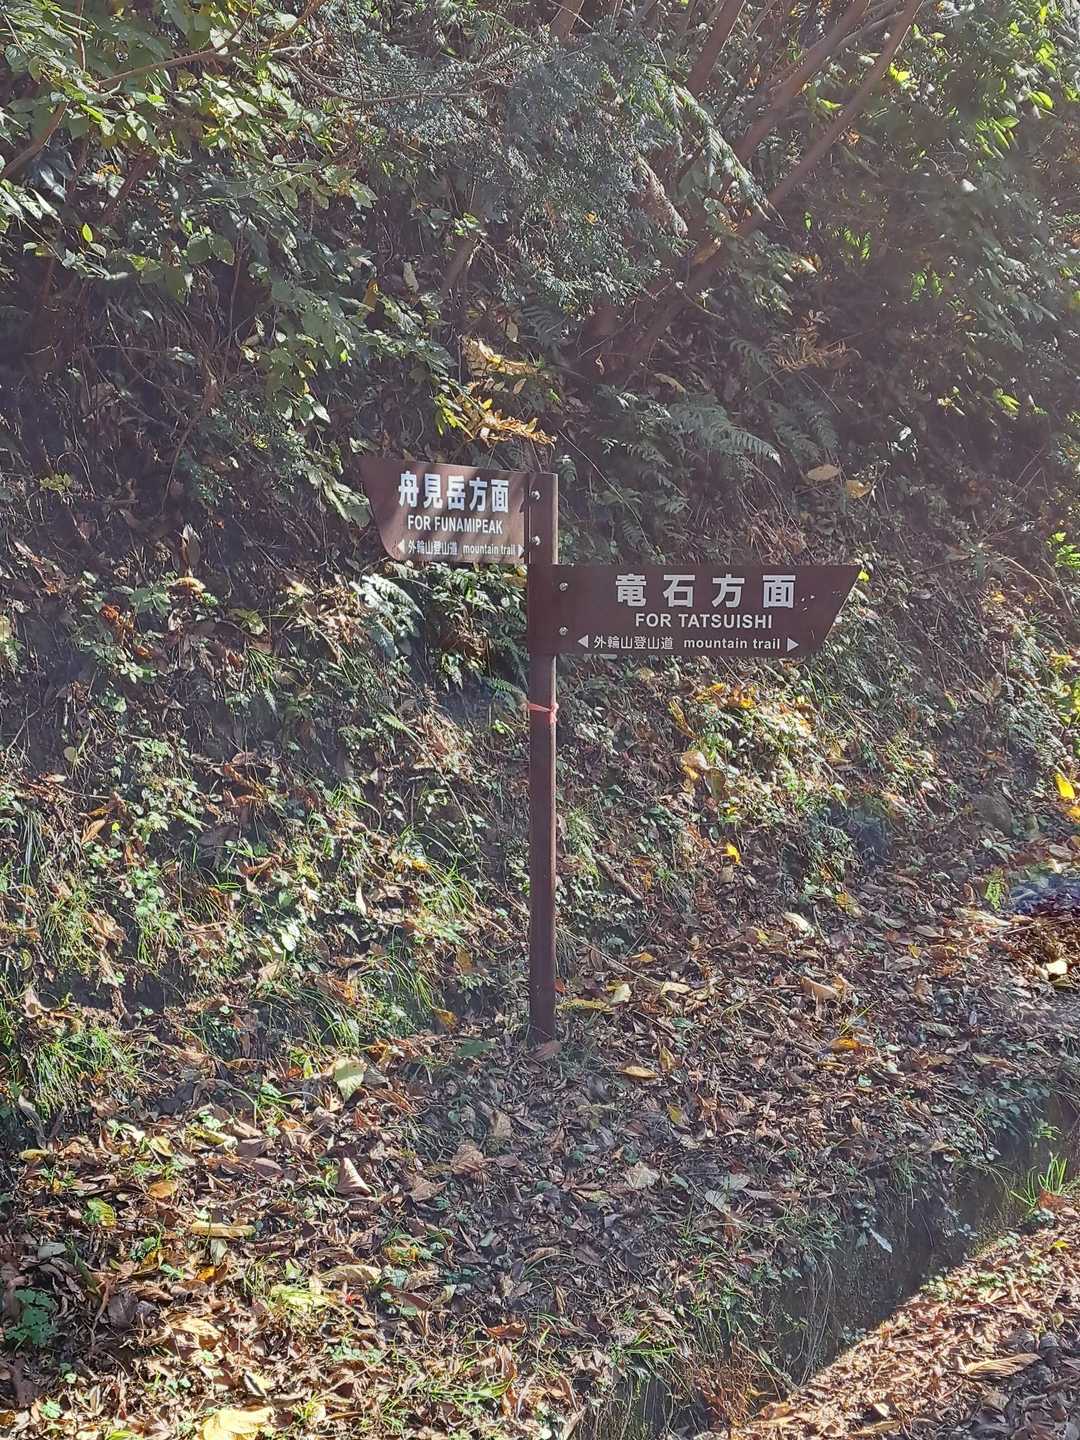 舟見岳方面
FOR FUNAMIPEAK
◀外輪山登山道 mountain trail▶
竜石方面
FOR TATSUISHI
◀外輪山登山道 mountain trail▶